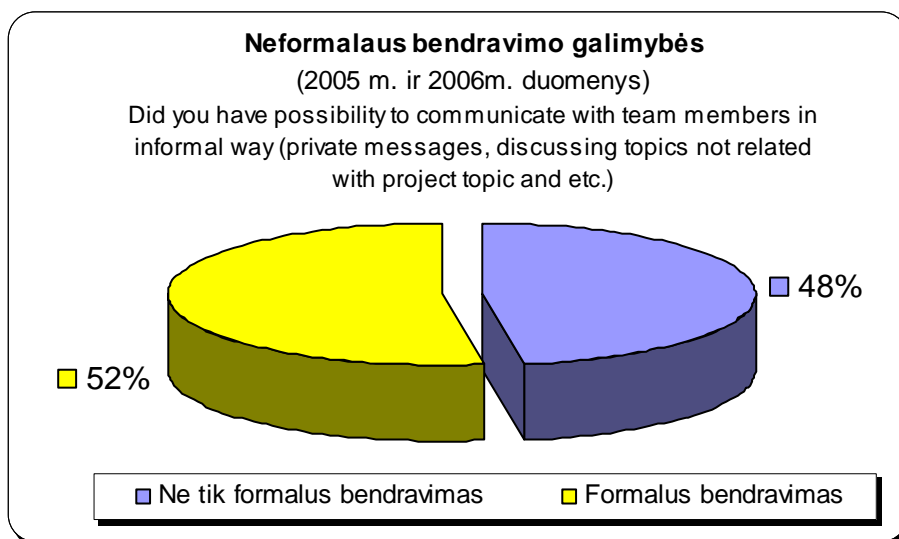 Neformalaus bendravimo galimybės
(2005 m. ir 2006m. duomenys)
Did you have possibility to communicate with team members in
informal way (private messages, discussing topics not related
with project topic and etc.)
48%
52%
Ne tik formalus bendravimas Formalus bendravimas